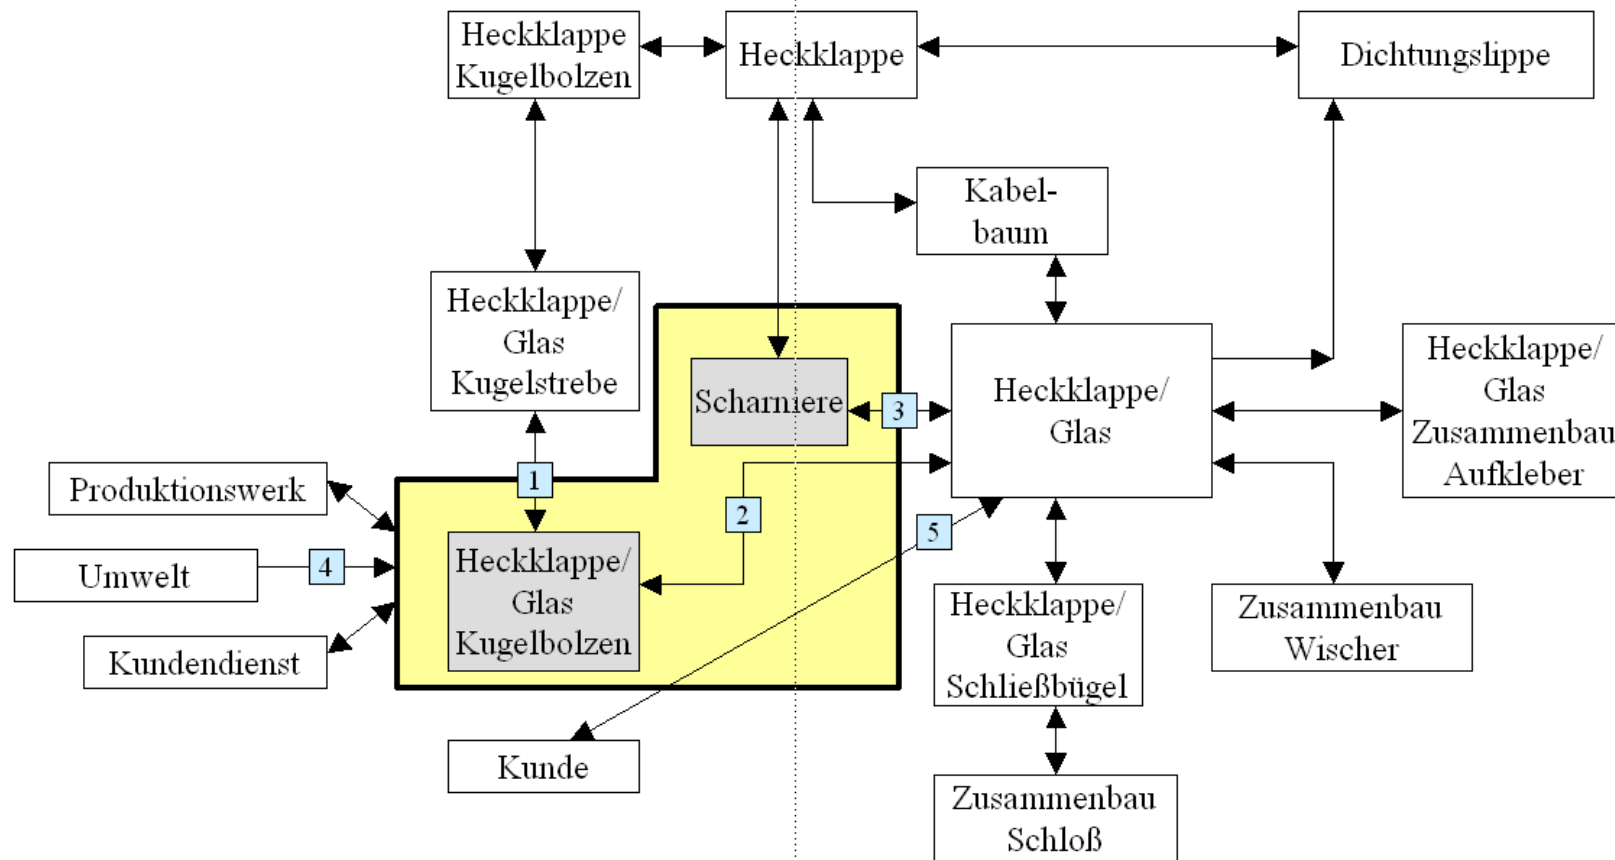 Heckklappe
Kugelbolzen
Heckklappe
Dichtungslippe
Kabel-
baum
Heckklappe/
Glas
Kugelstrebe
Scharniere
3
Heckklappe/
Glas
Heckklappe/
Glas
Zusammenbau
Aufkleber
Produktionswerk
1
2
5
Umwelt
4
Heckklappe/
Glas
Kugelbolzen
Kundendienst
Heckklappe/
Glas
Schließbügel
Zusammenbau
Wischer
Kunde
Zusammenbau
Schloß